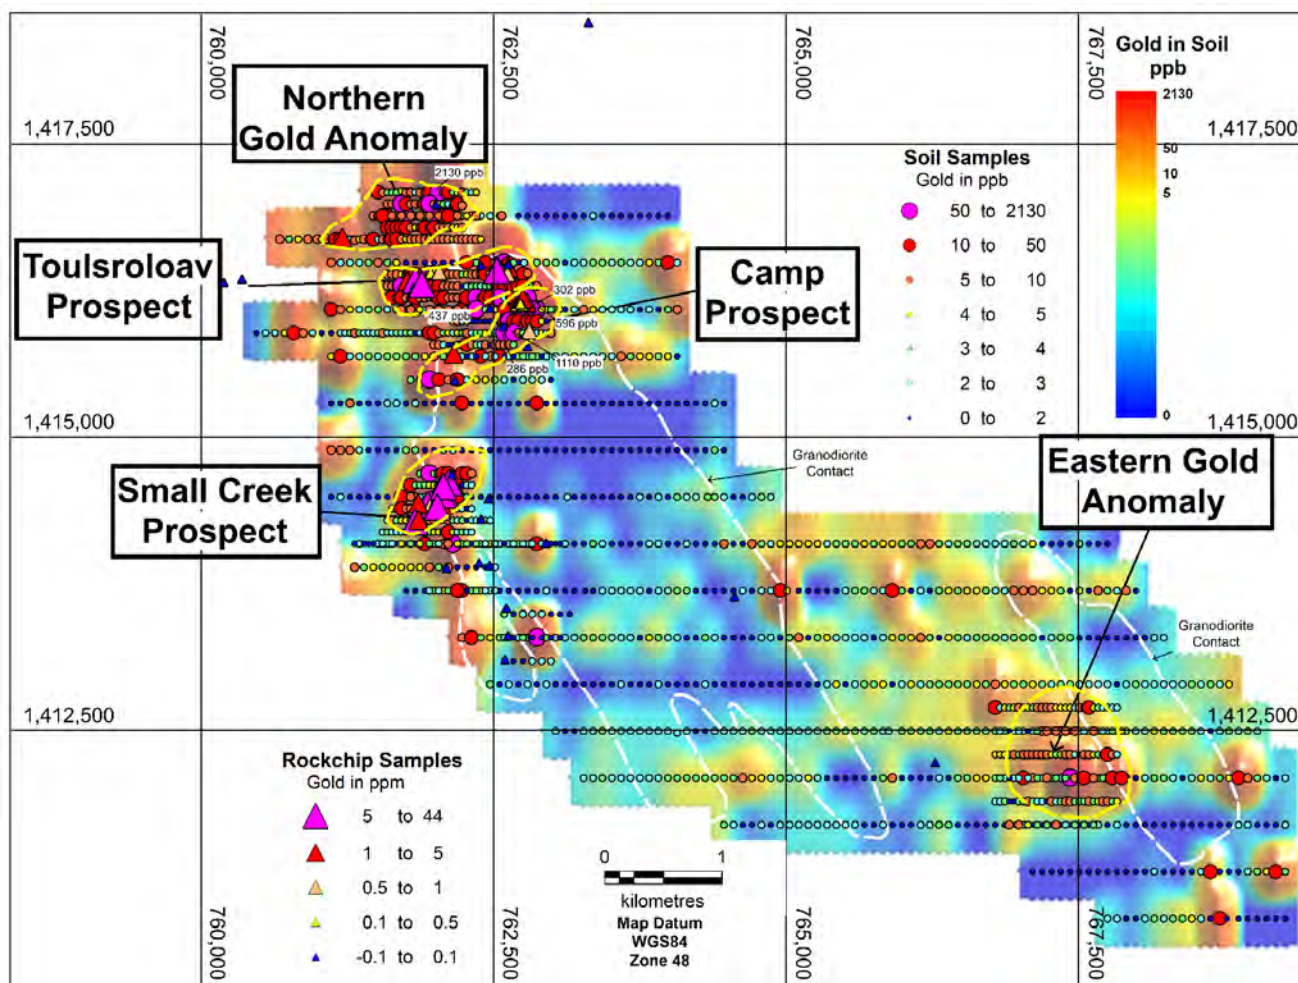 760,000
762,500
765,000
767,500
Gold in Soil
ppb
2130
50
10
5
0
Northern
Gold Anomaly
1,417,500
1,417,500
2130 ppb
Soil Samples
Gold in ppb
50 to 2130
10 to 50
5 to 10
4 to 5
3 to 4
2 to 3
0 to 2
Toulsroloav
Prospect
Camp
Prospect
302 ppb
437 ppb
596 ppb
1110 ppb
286 ppb
1,415,000
1,415,000
Granodiorite
Contact
Eastern Gold
Anomaly
Small Creek
Prospect
Granodiorite
Contact
1,412,500
1,412,500
Rockchip Samples
Gold in ppm
5 to 44
1 to 5
0.5 to 1
0.1 to 0.5
-0.1 to 0.1
0 1
kilometres
Map Datum
WGS84
Zone 48
760,000
762,500
765,000
767,500